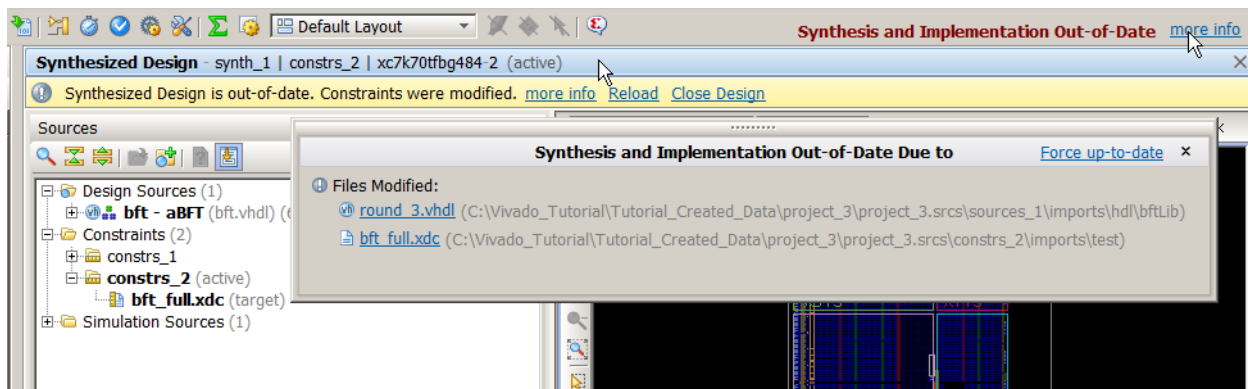 Default Layout
Synthesis and Implementation Out-of-Date more info
Synthesized Design - synth_1 | constrs_2 | xc7k70tfbg484-2 (active)
Synthesized Design is out-of-date. Constraints were modified. more info Reload Close Design
Sources
Synthesis and Implementation Out-of-Date Due to Force up-to-date
Files Modified:
round_3.vhdl (C:\Vivado_Tutorial\Tutorial_Created_Data\project_3\project_3.srcs\sources_1\imports\hdl\bftLib)
bft_full.xdc (C:\Vivado_Tutorial\Tutorial_Created_Data\project_3\project_3.srcs\constrs_2\imports\test)
Design Sources (1)
bft - aBFT (bft.vhdl)
Constraints (2)
constrs_1
constrs_2 (active)
bft_full.xdc (target)
Simulation Sources (1)